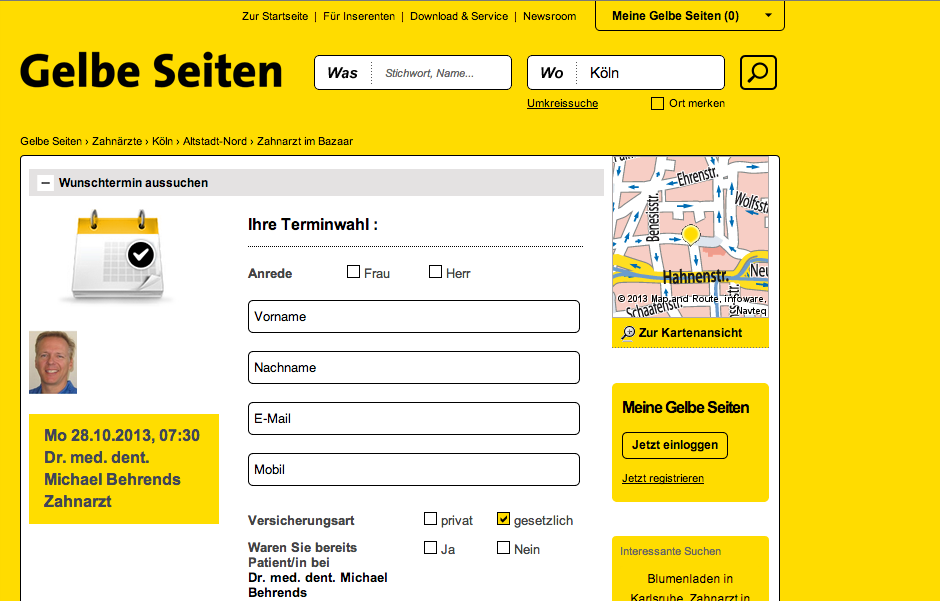 Zur Startseite | Für Inserenten | Download & Service | Newsroom
Meine Gelbe Seiten (0)
Gelbe Seiten
Was Stichwort, Name...
Wo Köln
Umkreissuche
Ort merken
Gelbe Seiten › Zahnärzte › Köln › Altstadt-Nord › Zahnarzt im Bazaar
Wunschtermin aussuchen
Ihre Terminwahl :
Anrede Frau Herr
Vorname
Nachname
E-Mail
Mobil
Versicherungsart privat gesetzlich
Waren Sie bereits Ja Nein
Patient/in bei
Dr. med. dent. Michael
Behrends
Mo 28.10.2013, 07:30
Dr. med. dent.
Michael Behrends
Zahnarzt
Ehrenstr.
Benesisstr.
Wolfsstr.
Hahnenstr.
Neu
© 2013 Map and Route, infoware,
Navteq
Schaafenstr.
Zur Kartenansicht
Meine Gelbe Seiten
Jetzt einloggen
Jetzt registrieren
Interessante Suchen
Blumenladen in
Karlsruhe, Zahnarzt in